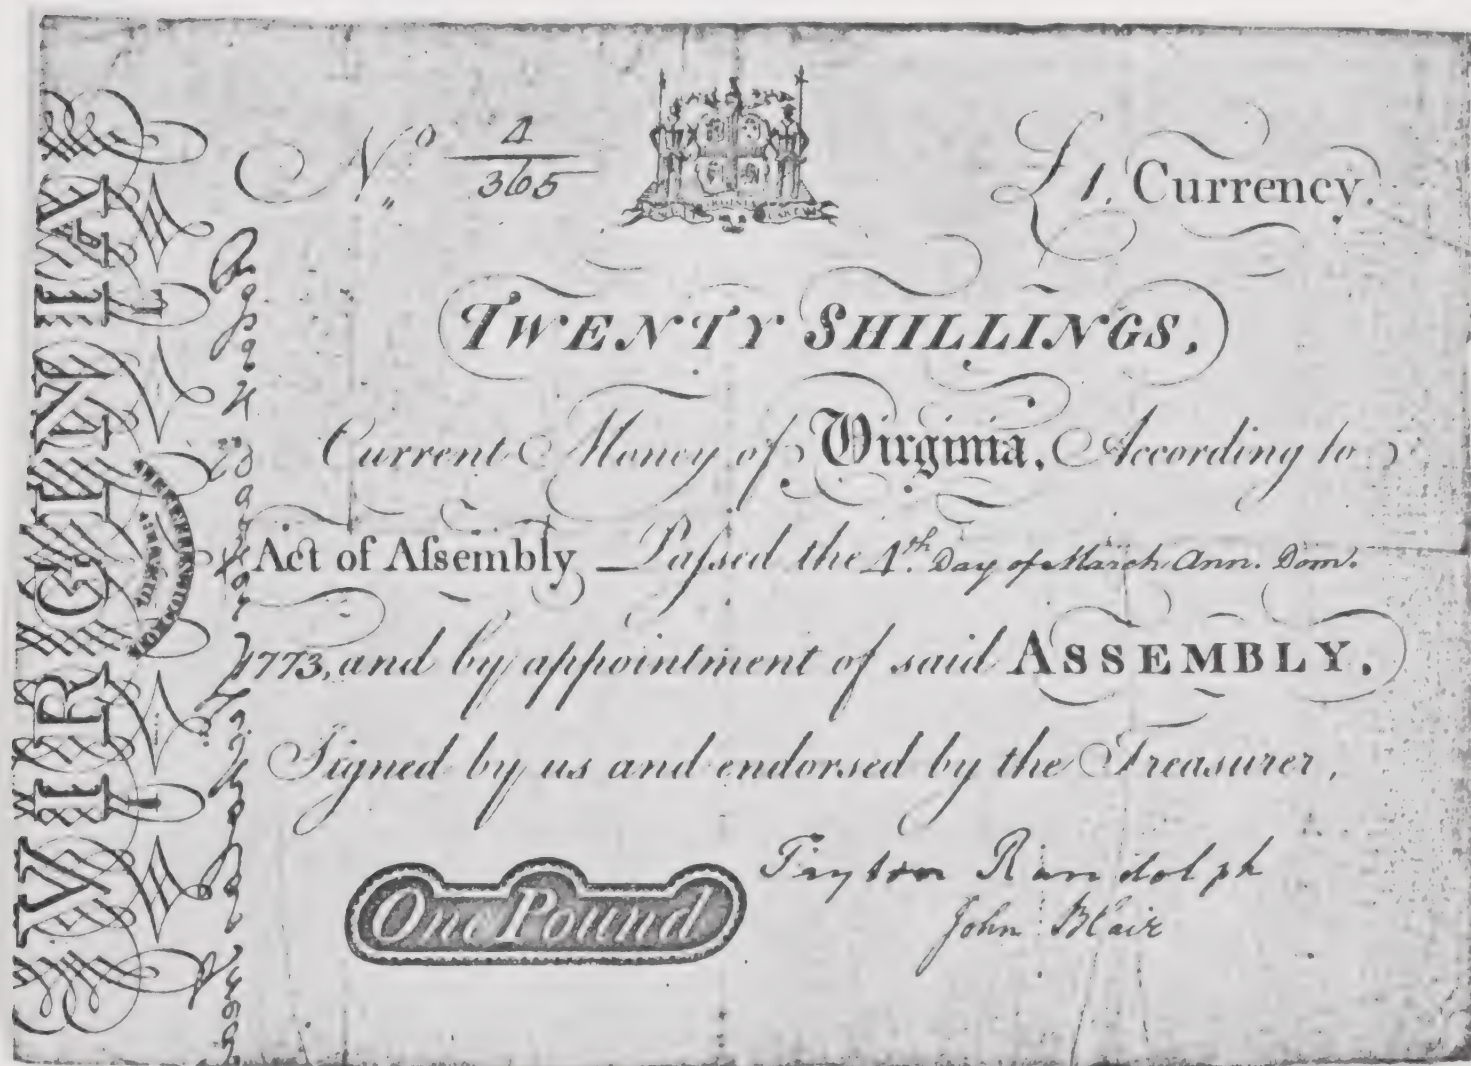 No 4/365
£1, Currency.
TWENTY SHILLINGS,
Current Money of Virginia, According to
Act of Aſsembly Paſsed the 4th. Day of March Ann. Dom.
1773, and by appointment of said ASSEMBLY.
Signed by us and endorsed by the Treasurer,
One Pound
Peyton Randolph
John Blair
VIRGINIA